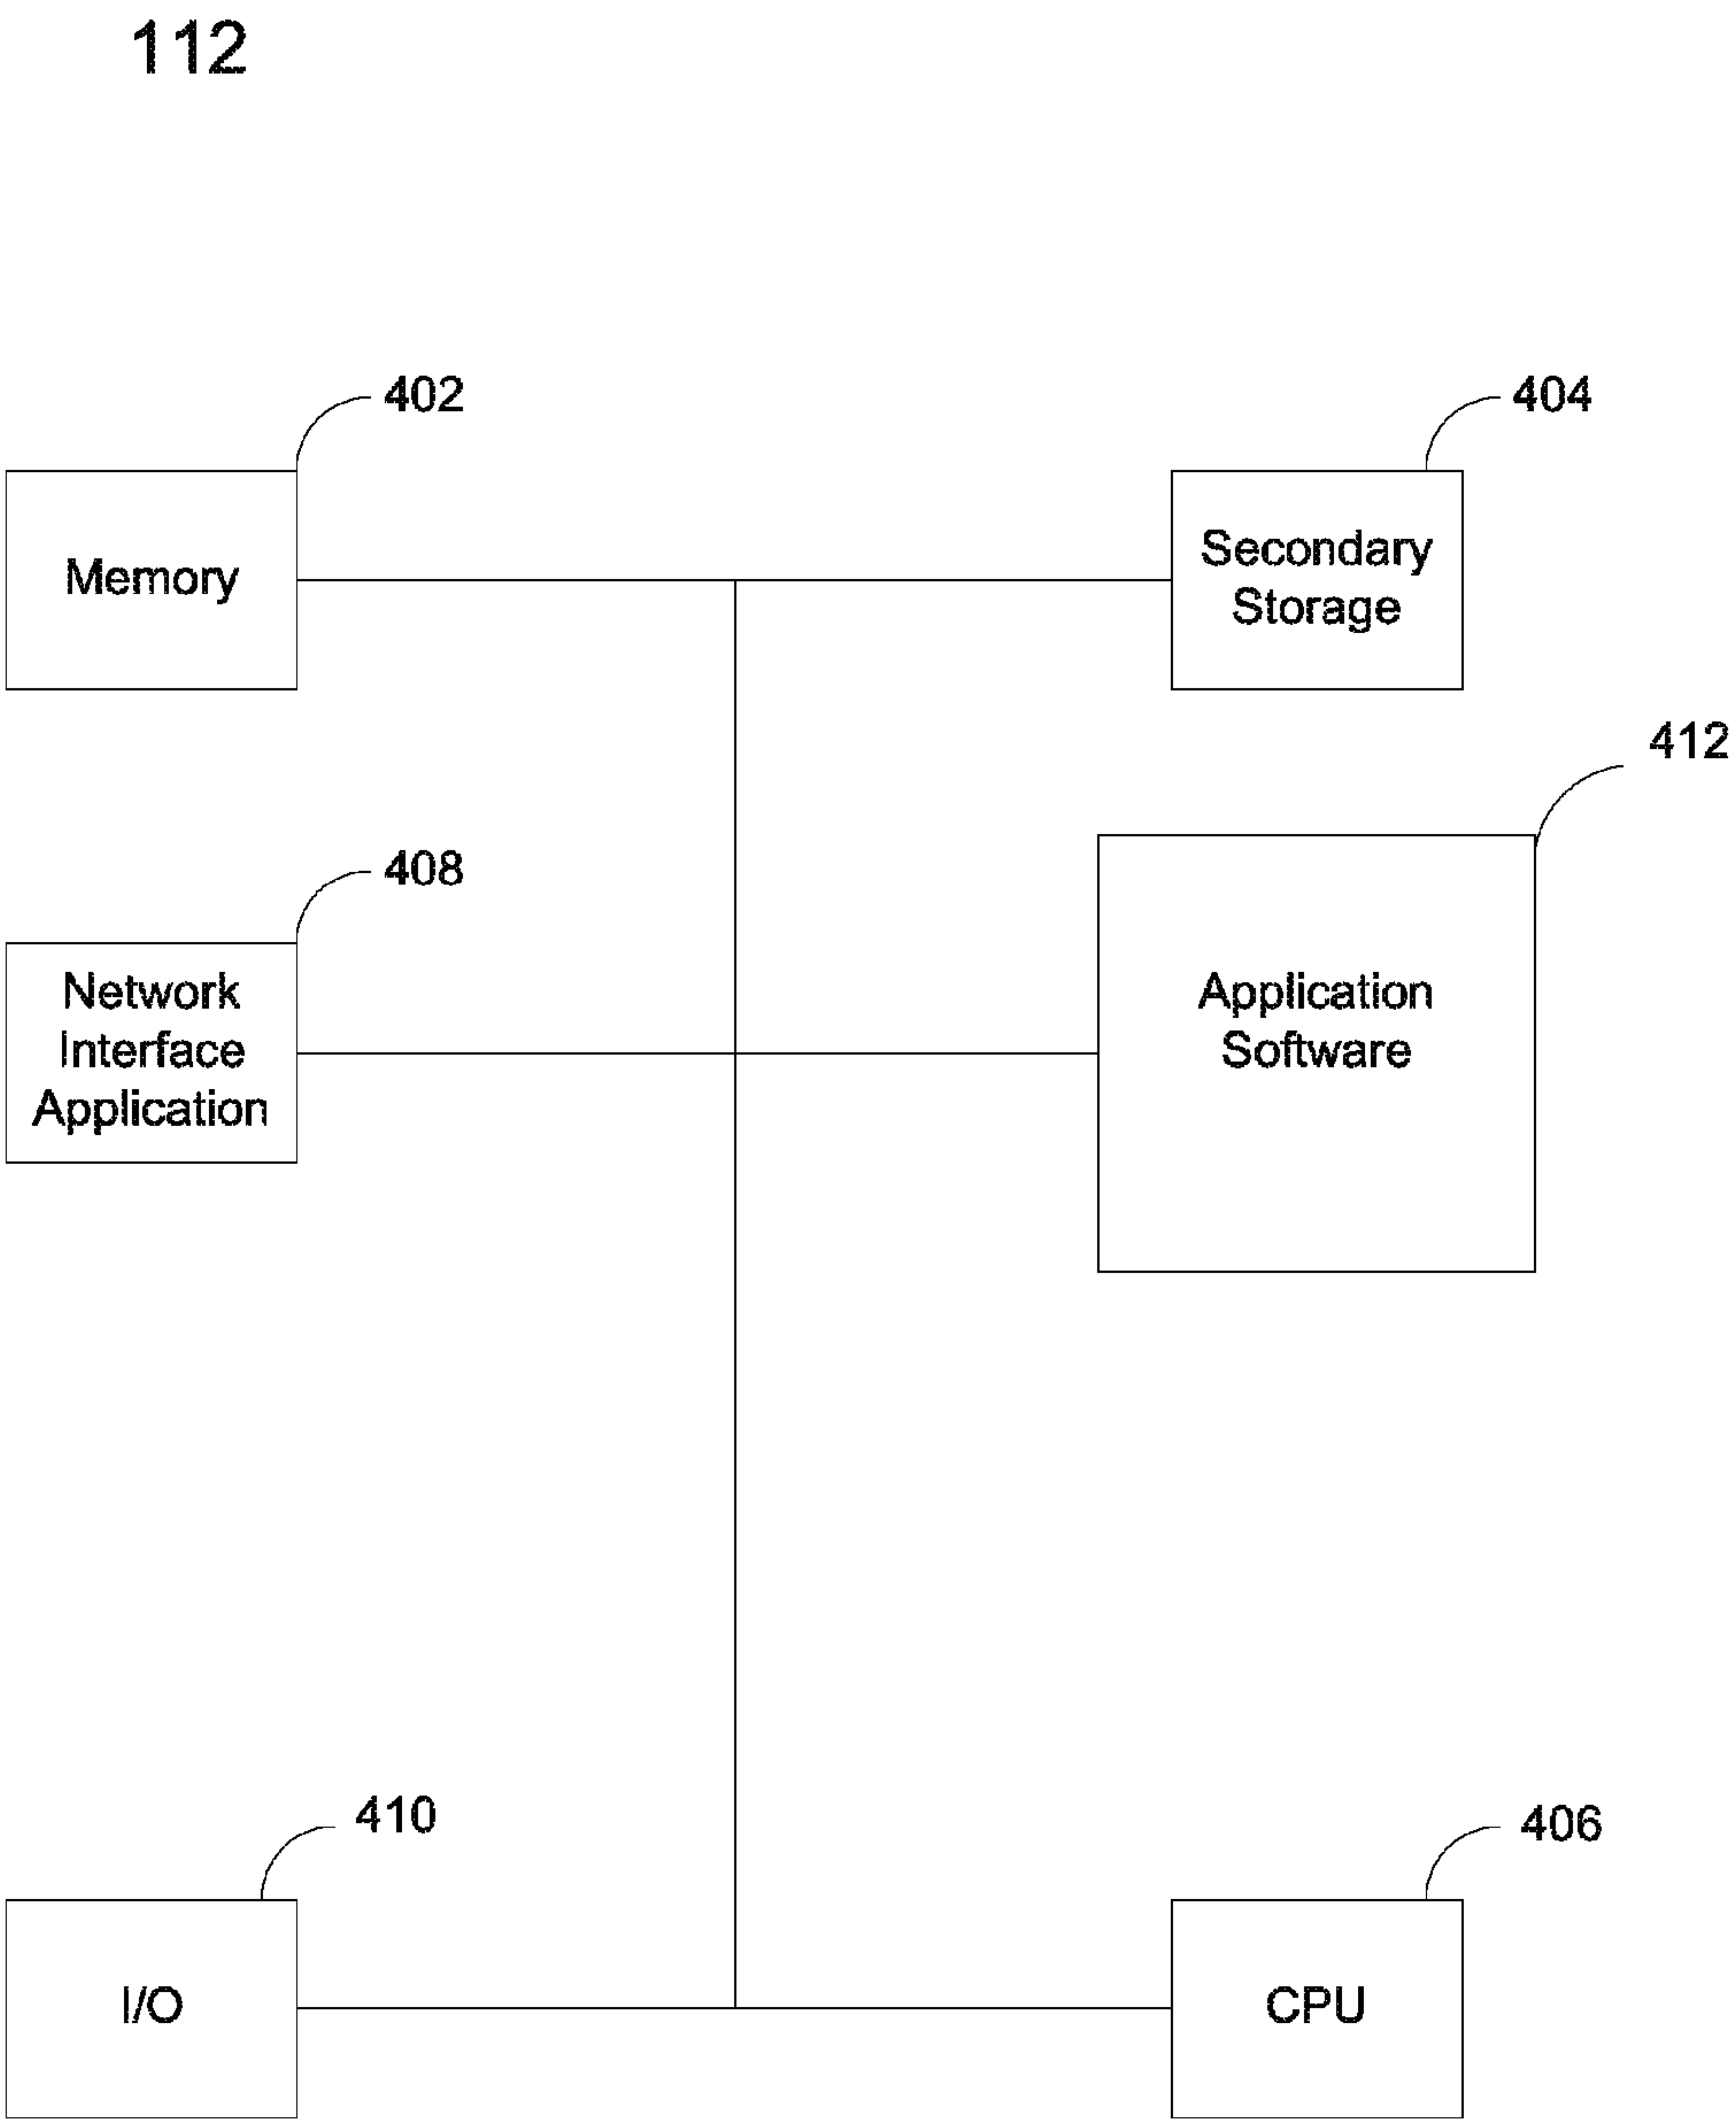 112
402
404
Memory
Secondary
Storage
412
408
Network
Interface
Application
Application
Software
410
406
I/O
CPU